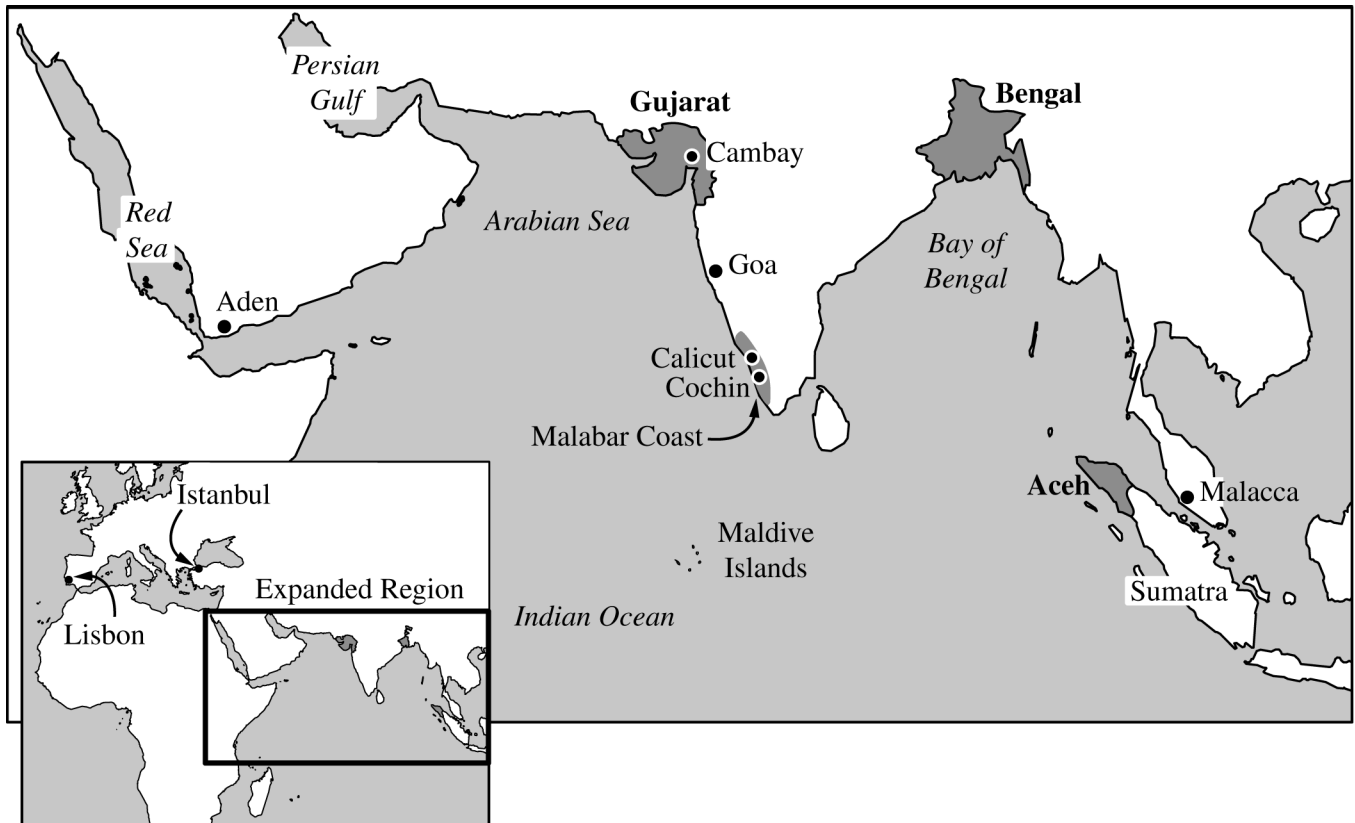 Persian
Gulf
Gujarat
Bengal
Cambay
Red
Sea
Arabian Sea
Bay of
Bengal
Goa
Aden
Calicut
Cochin
Malabar Coast
Aceh
Malacca
Istanbul
Maldive
Islands
Sumatra
Expanded Region
Indian Ocean
Lisbon